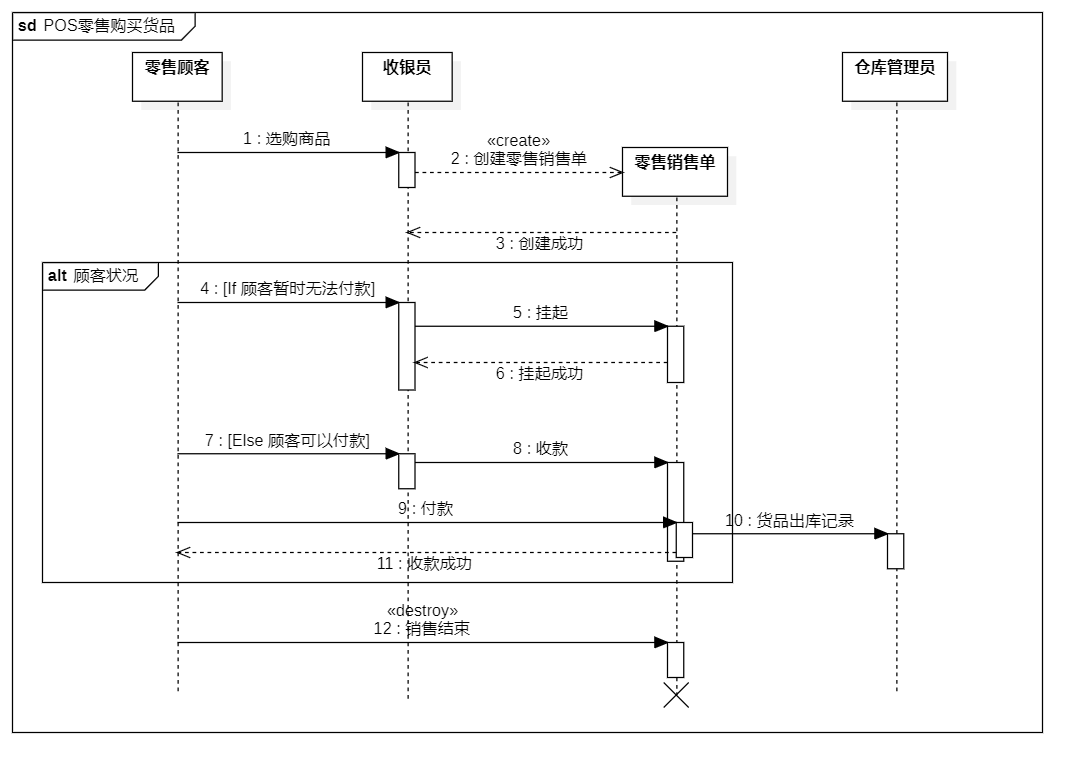 sd POS零售购买货品
零售顾客
收银员
仓库管理员
1 : 选购商品
«create»
2 : 创建零售销售单
零售销售单
3 : 创建成功
alt 顾客状况
4 : [If 顾客暂时无法付款]
5 : 挂起
6 : 挂起成功
7 : [Else 顾客可以付款]
8 : 收款
9 : 付款
10 : 货品出库记录
11 : 收款成功
«destroy»
12 : 销售结束